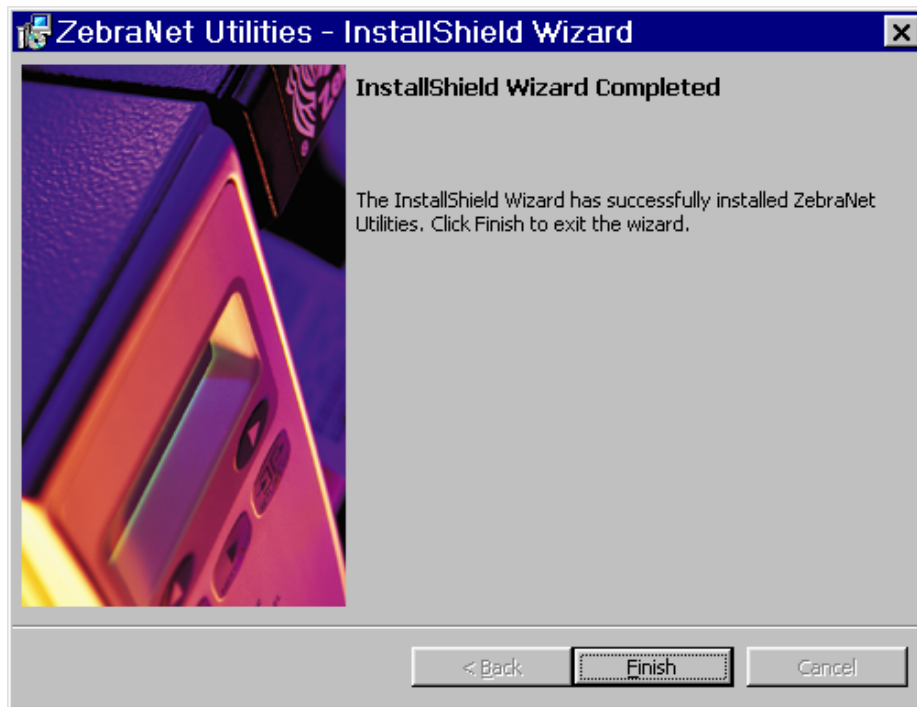 ZebraNet Utilities - InstallShield Wizard
InstallShield Wizard Completed
The InstallShield Wizard has successfully installed ZebraNet
Utilities. Click Finish to exit the wizard.
< Back
Finish
Cancel